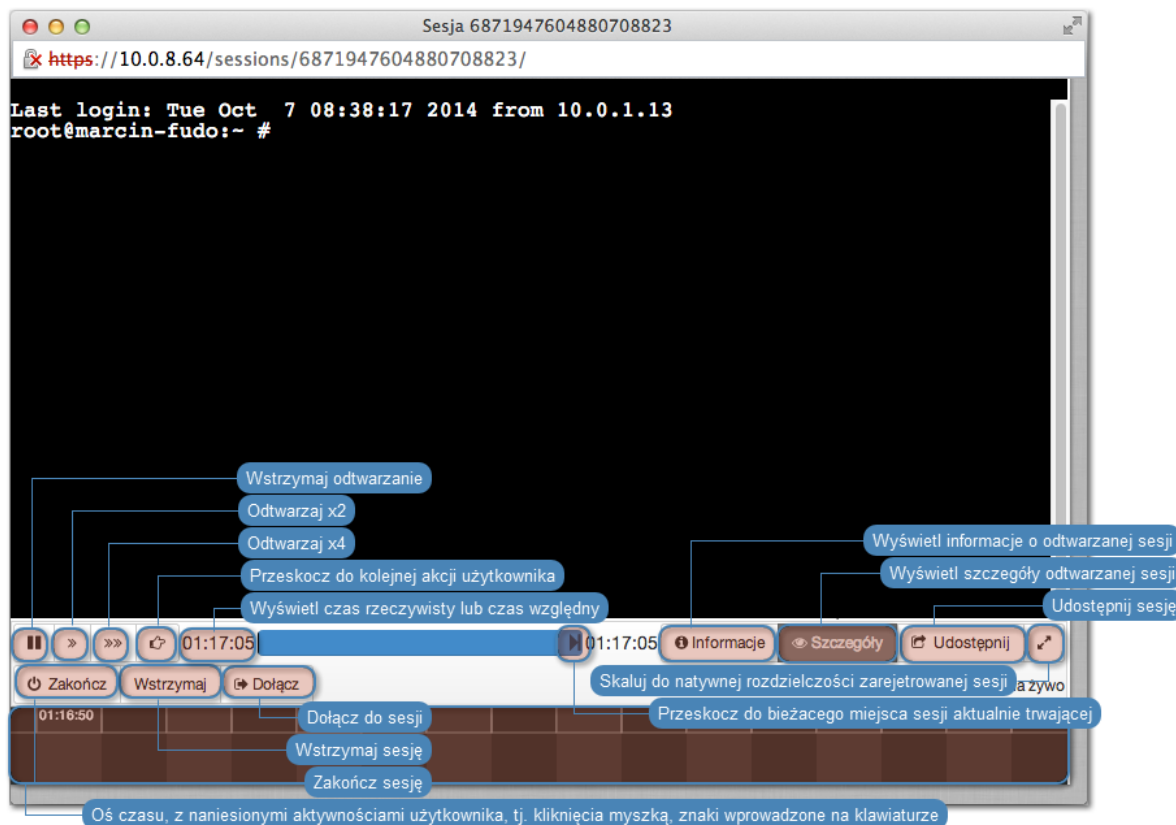 Sesja 6871947604880708823
https://10.0.8.64/sessions/6871947604880708823/
Last login: Tue Oct  7 08:38:17 2014 from 10.0.1.13
root@marcin-fudo:~ #
Wstrzymaj odtwarzanie
Odtwarzaj x2
Odtwarzaj x4
Przeskocz do kolejnej akcji użytkownika
Wyświetl czas rzeczywisty lub czas względny
Wyświetl informacje o odtwarzanej sesji
Wyświetl szczegóły odtwarzanej sesji
Udostępnij sesję
» »» 01:17:05 01:17:05 Informacje Szczegóły Udostępnij
Zakończ Wstrzymaj Dołącz Skaluj do natywnej rozdzielczości zarejetrowanej sesji a żywo
01:16:50 Dołącz do sesji Przeskocz do bieżacego miejsca sesji aktualnie trwającej
Wstrzymaj sesję
Zakończ sesję
Oś czasu, z naniesionymi aktywnościami użytkownika, tj. kliknięcia myszką, znaki wprowadzone na klawiaturze